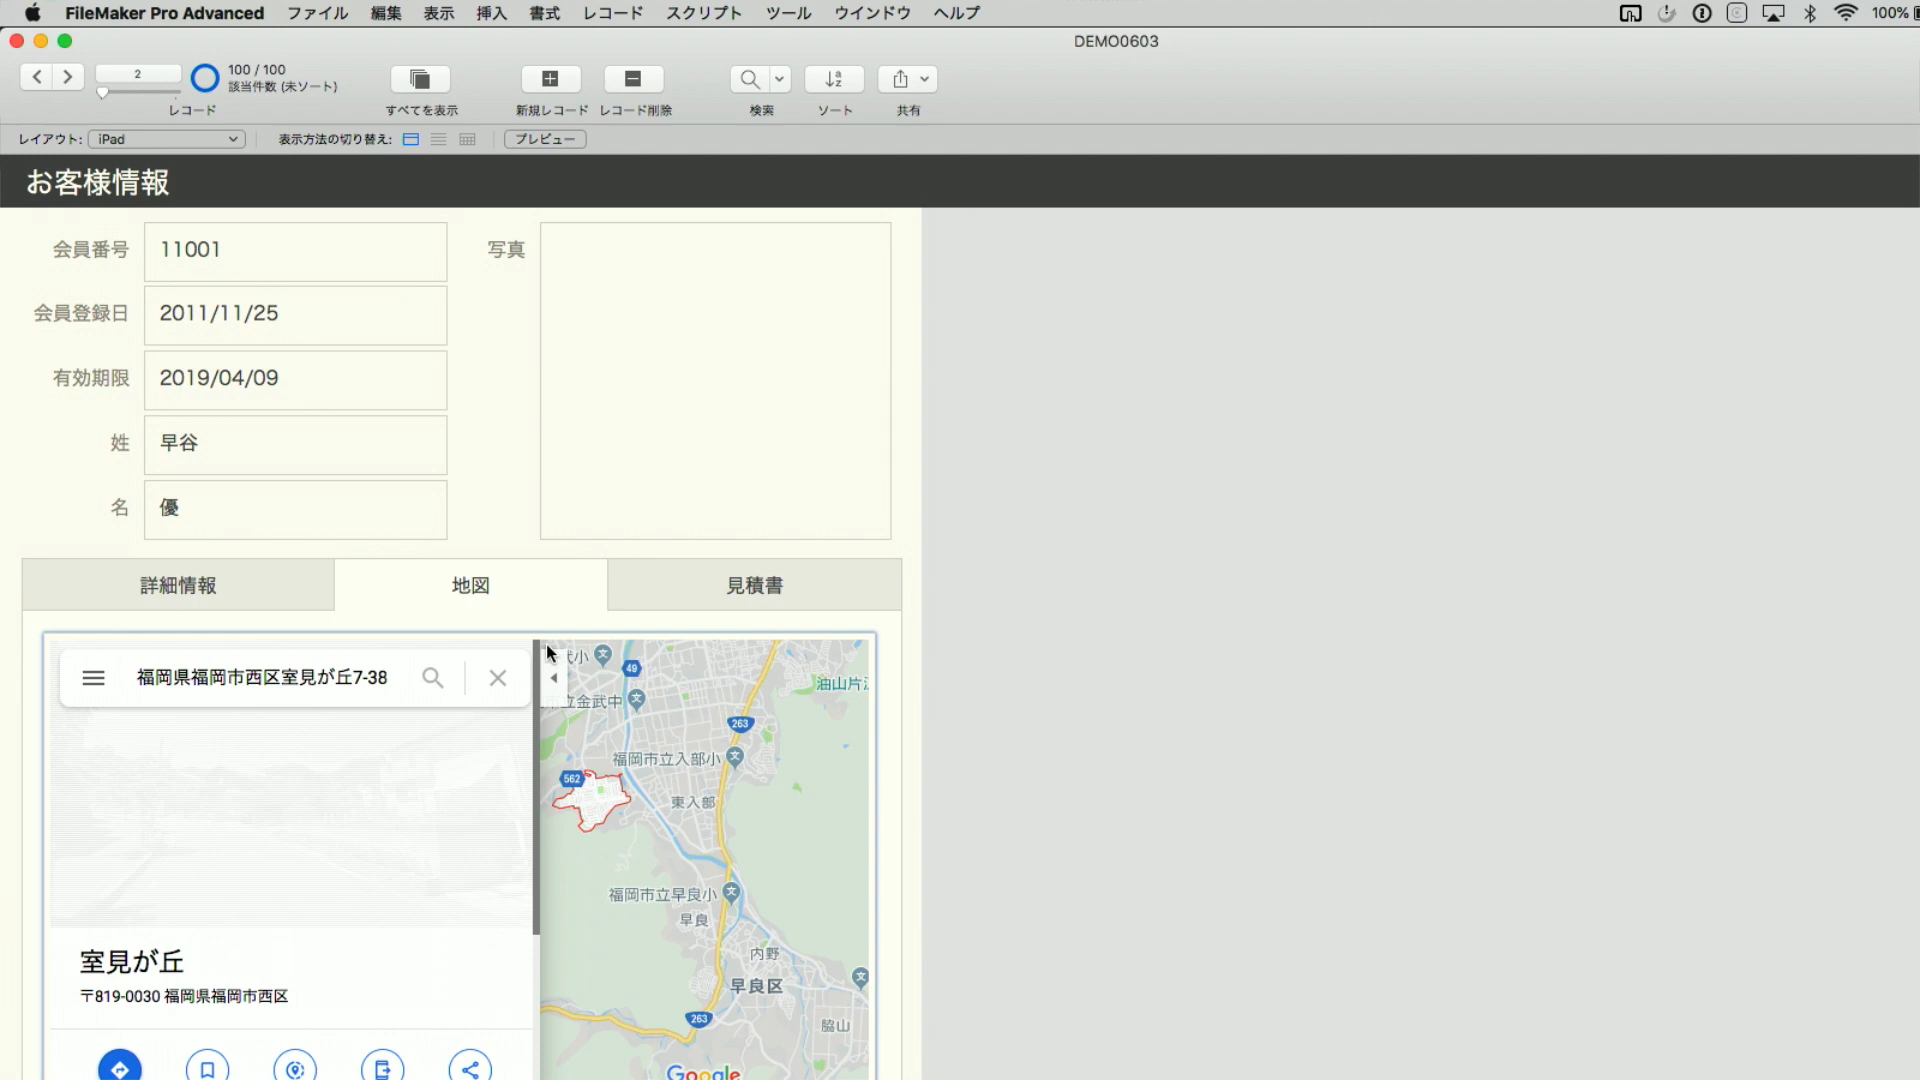 FileMaker Pro Advanced ファイル 編集 表示 挿入 書式 レコード スクリプト ツール ウインドウ ヘルプ 100%
DEMO0603
2
100 / 100
該当件数 (未ソート)
レコード すべてを表示 新規レコード レコード削除 検索 ソート 共有
レイアウト: iPad 表示方法の切り替え: プレビュー
お客様情報
会員番号 11001 写真
会員登録日 2011/11/25
有効期限 2019/04/09
姓 早谷
名 優
詳細情報 地図 見積書
福岡県福岡市西区室見が丘7-38
室見が丘
〒819-0030 福岡県福岡市西区
49
油山片江
立金武中
263
福岡市立入部小
562
東入部
福岡市立早良小
早良
内野
早良区
263
脇山
Google